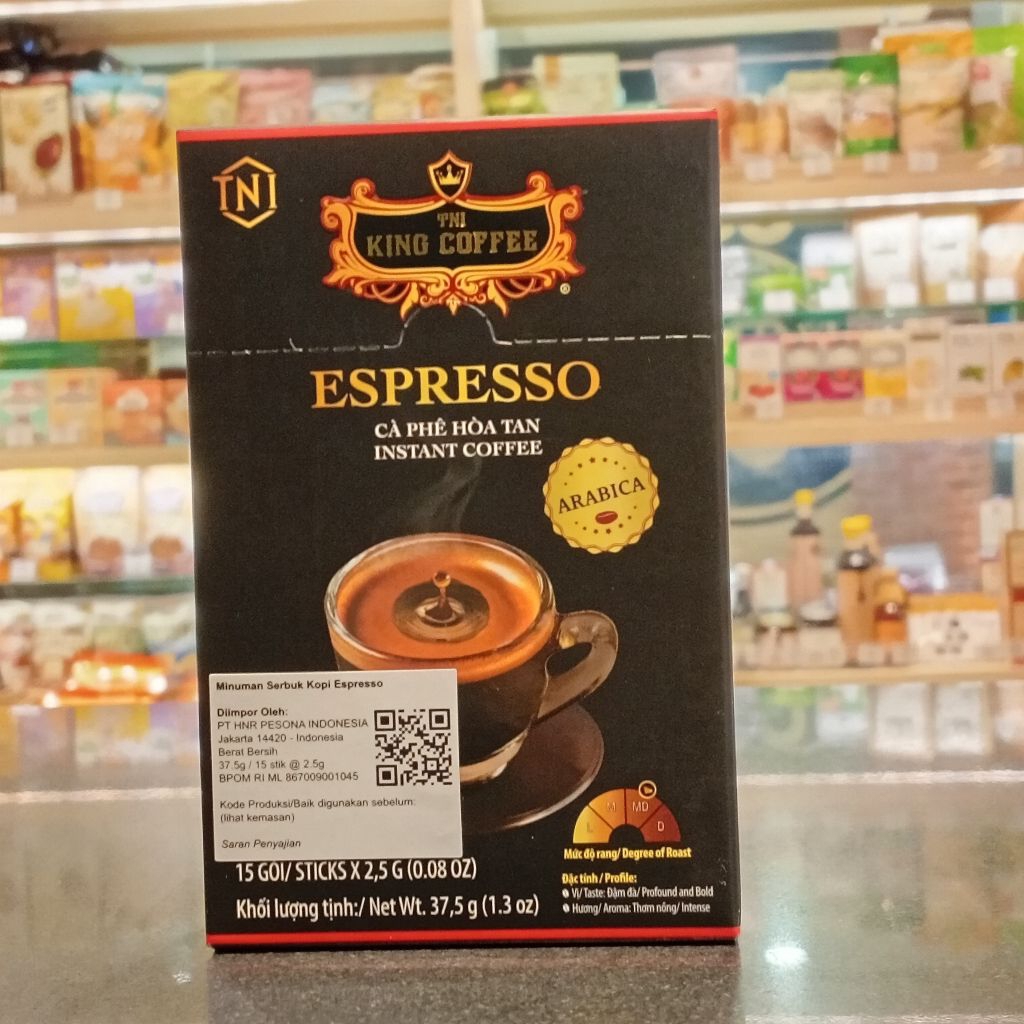 TNI
TNI
KING COFFEE
®
ESPRESSO
CÀ PHÊ HÒA TAN
INSTANT COFFEE
ARABICA
Minuman Serbuk Kopi Espresso
Diimpor Oleh:
PT HNR PESONA INDONESIA
Jakarta 14420 - Indonesia
Berat Bersih
37.5g / 15 stik @ 2.5g
BPOM RI ML 867009001045
Kode Produksi/Baik digunakan sebelum:
(lihat kemasan)
Saran Penyajian
L M MD D
Mức độ rang/ Degree of Roast
15 GÓI/ STICKS X 2,5 G (0.08 OZ)
Khối lượng tịnh:/ Net Wt. 37,5 g (1.3 oz)
Đặc tính / Profile:
Vị/ Taste: Đậm đà/ Profound and Bold
Hương/ Aroma: Thơm nồng/ Intense